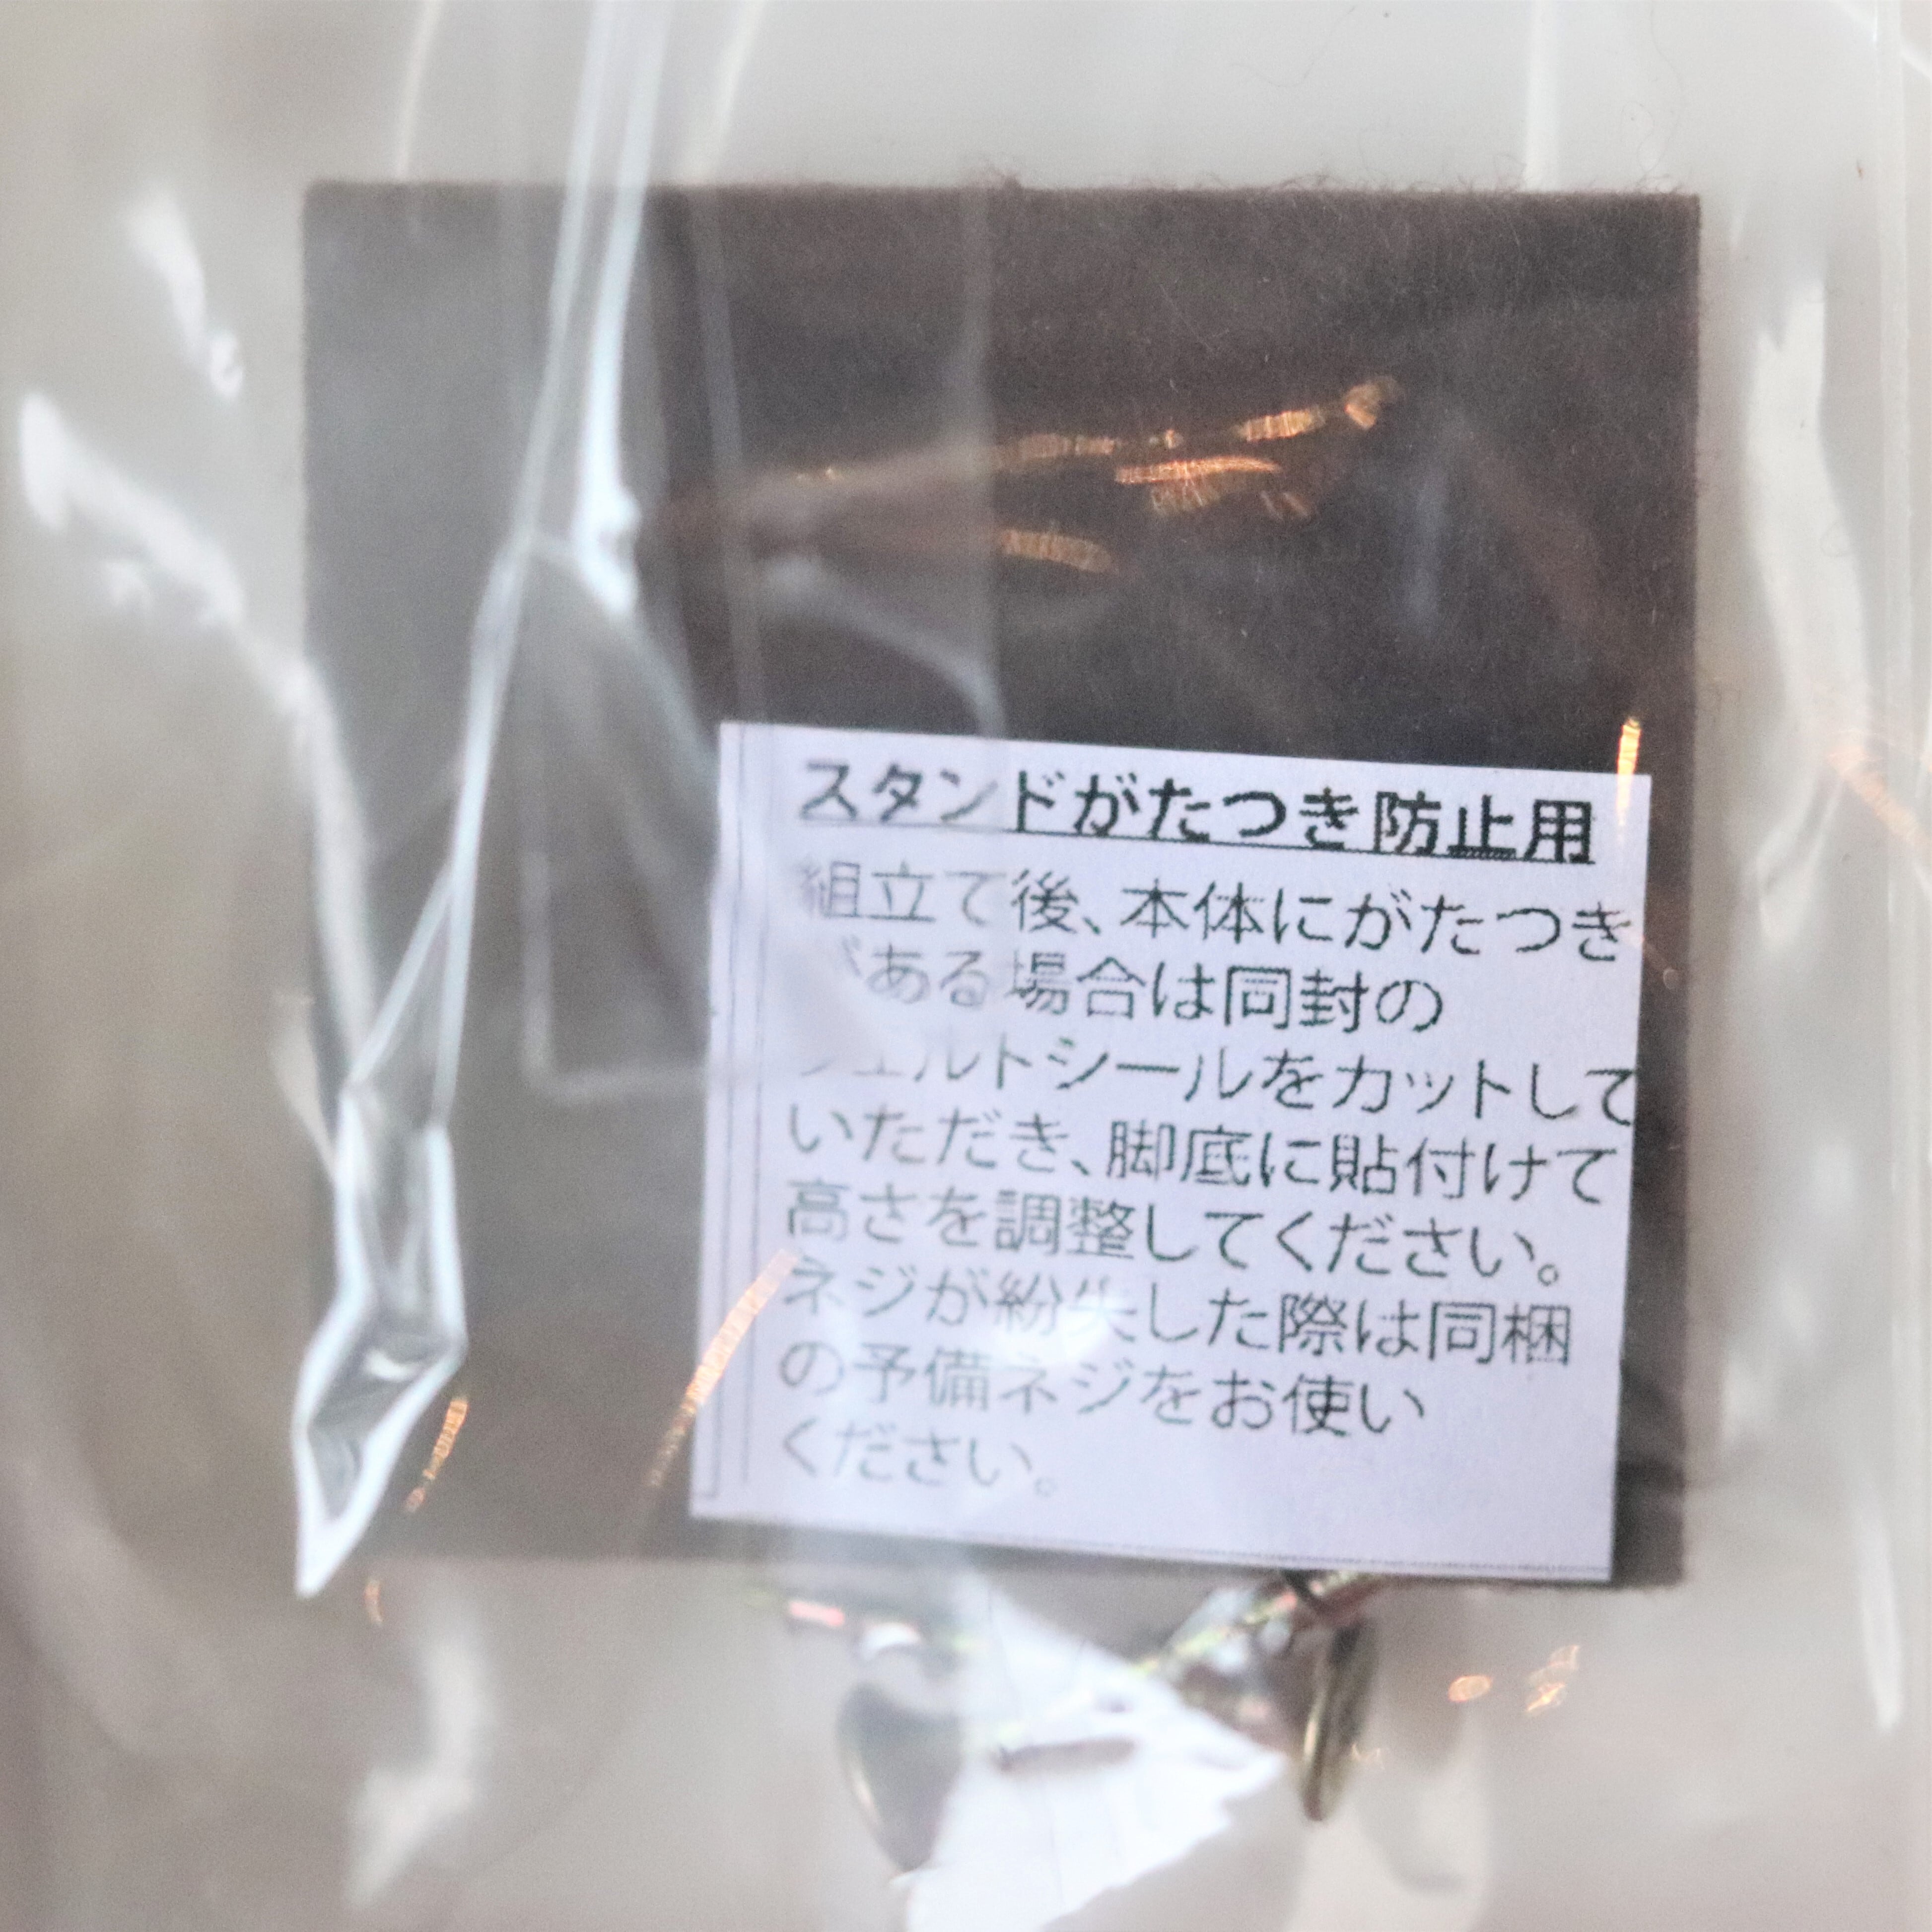 スタンドがたつき防止用
組立て後、本体にがたつき
がある場合は同封の
フェルトシールをカットして
いただき、脚底に貼付けて
高さを調整してください。
ネジが紛失した際は同梱
の予備ネジをお使い
ください。